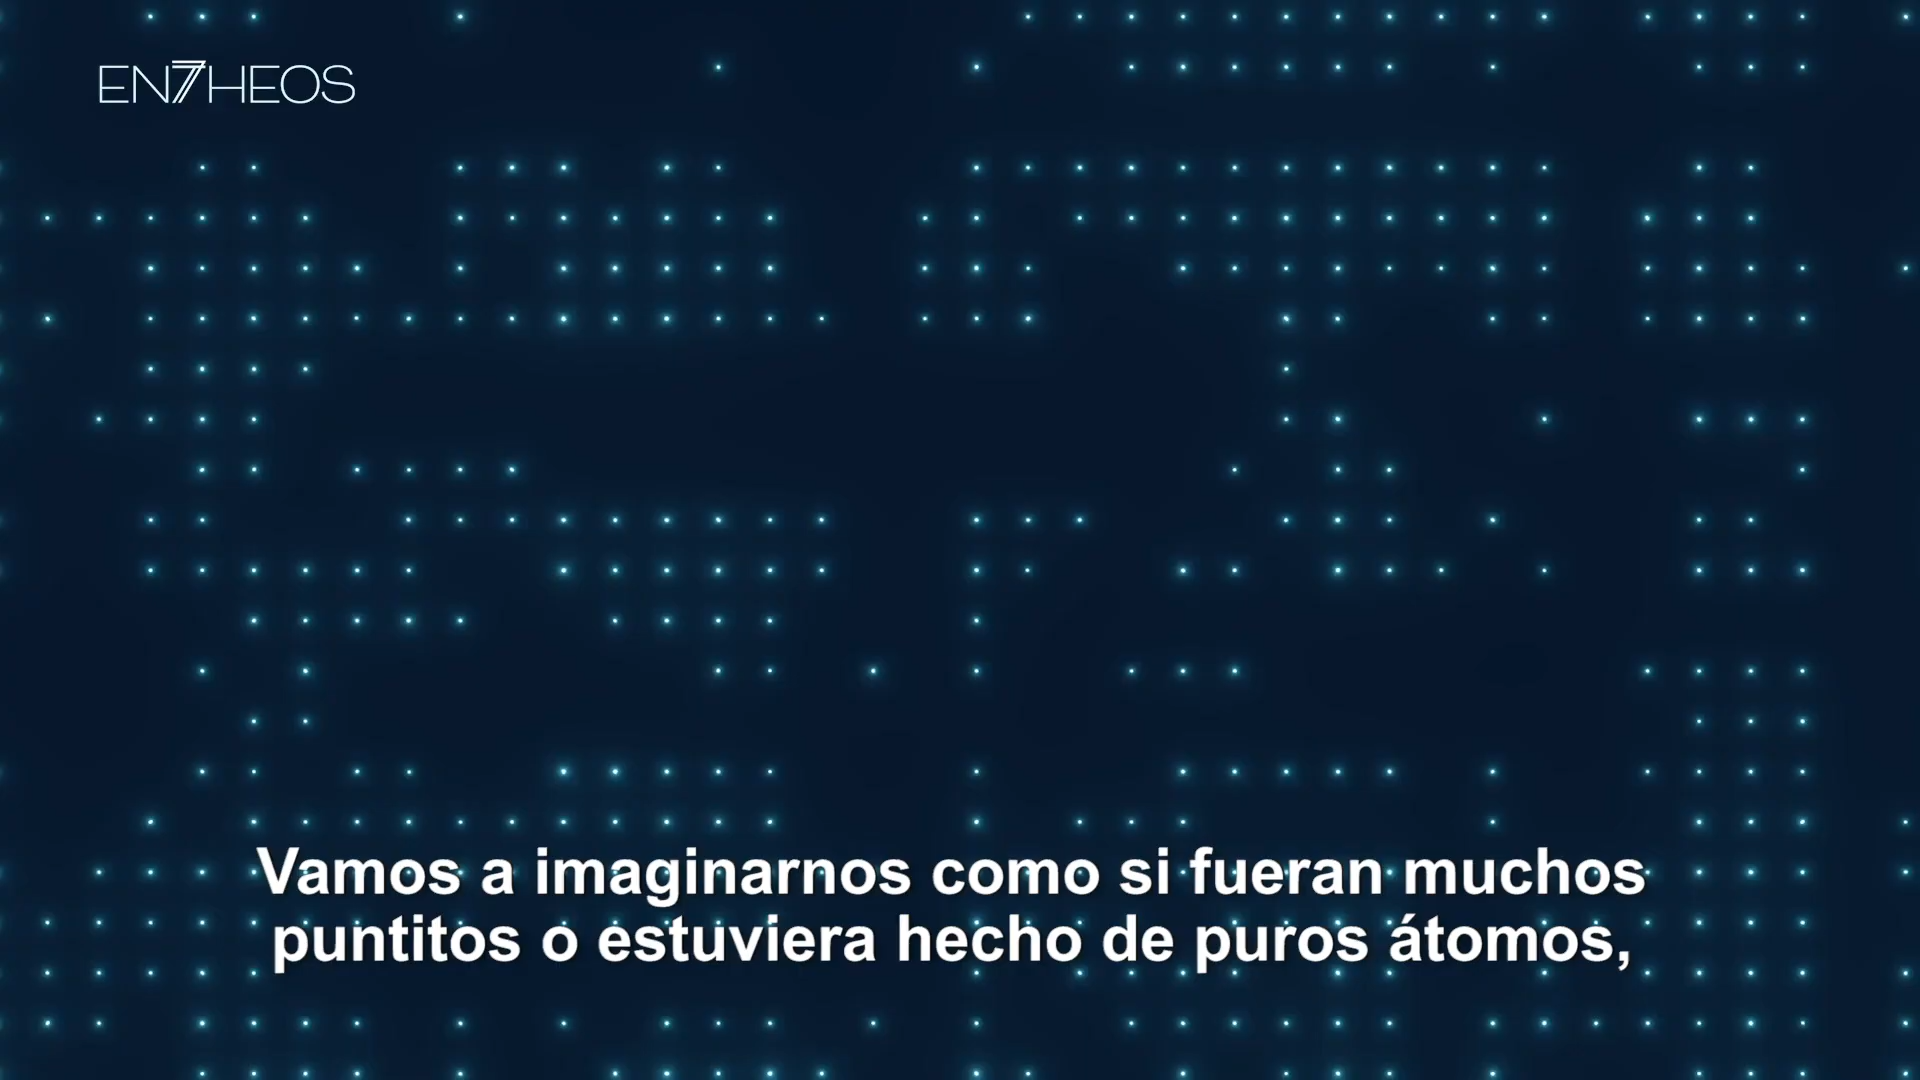 EN7HEOS
Vamos a imaginarnos como si fueran muchos
puntitos o estuviera hecho de puros átomos,